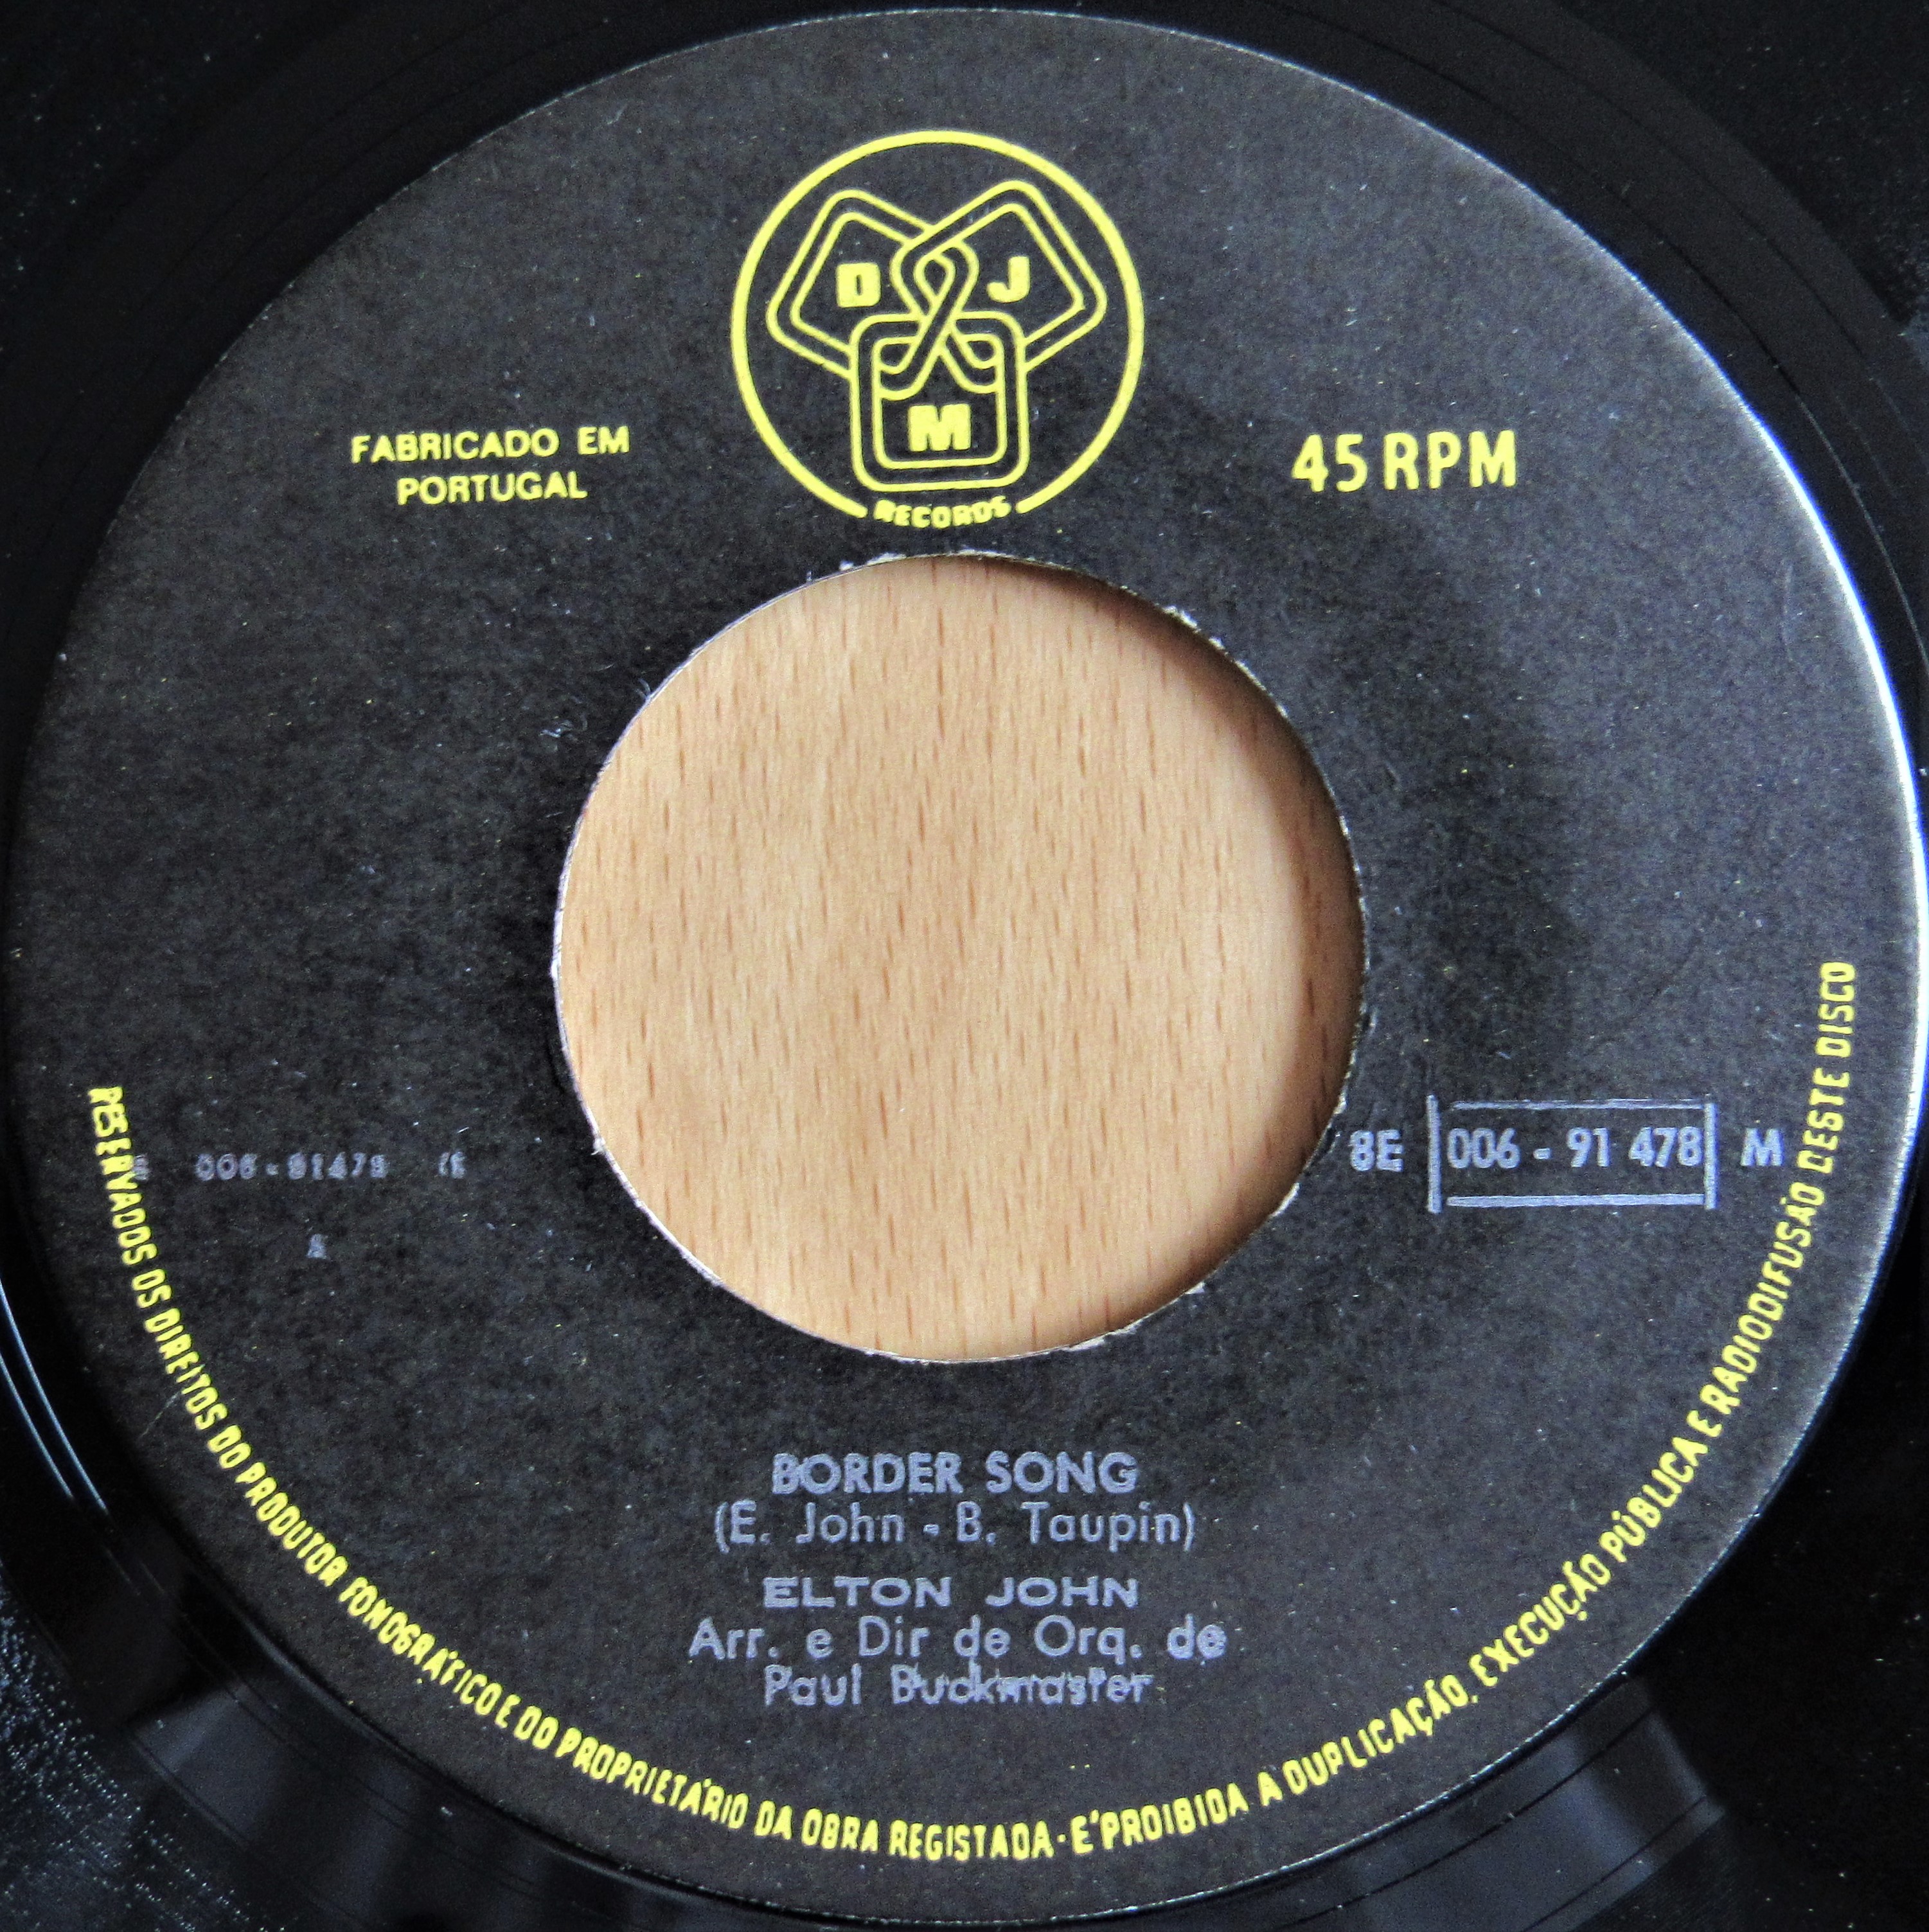 D J
M
RECORDS
FABRICADO EM
PORTUGAL
45 RPM
8E 006 - 91 478 M
A
BORDER SONG
(E. John - B. Taupin)
ELTON JOHN
Arr. e Dir de Orq. de
Paul Buckmaster
RESERVADOS OS DIREITOS DO PRODUTOR FONOGRÁFICO E DO PROPRIETÁRIO DA OBRA REGISTADA · E' PROIBIDA A DUPLICAÇÃO, EXECUÇÃO PÚBLICA E RADIODIFUSÃO DESTE DISCO